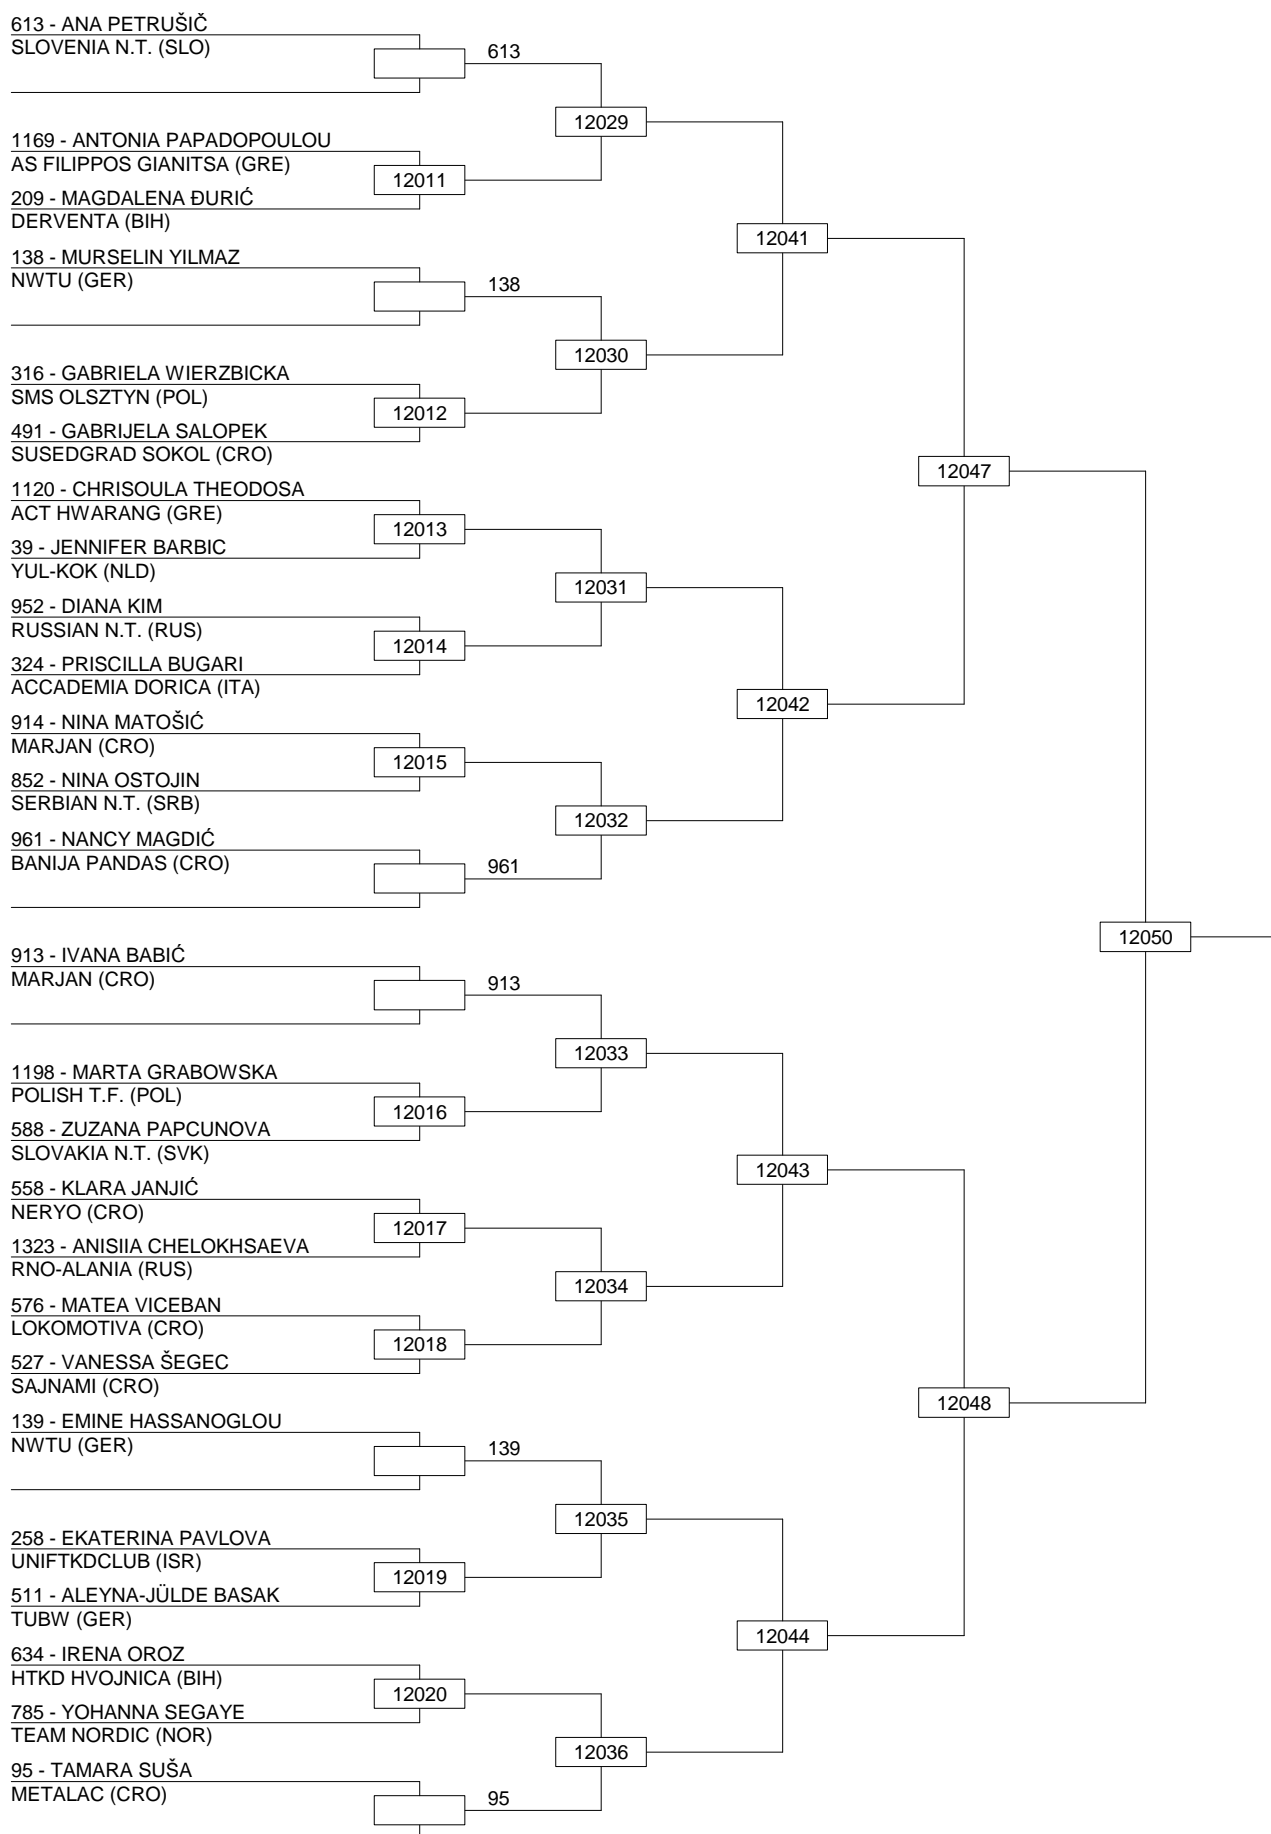 613 - ANA PETRUŠIČ
SLOVENIA N.T. (SLO)
613
12029
1169 - ANTONIA PAPADOPOULOU
AS FILIPPOS GIANITSA (GRE)
12011
209 - MAGDALENA ĐURIĆ
DERVENTA (BIH)
12041
138 - MURSELIN YILMAZ
NWTU (GER)
138
12030
316 - GABRIELA WIERZBICKA
SMS OLSZTYN (POL)
12012
491 - GABRIJELA SALOPEK
SUSEDGRAD SOKOL (CRO)
12047
1120 - CHRISOULA THEODOSA
ACT HWARANG (GRE)
12013
39 - JENNIFER BARBIC
YUL-KOK (NLD)
12031
952 - DIANA KIM
RUSSIAN N.T. (RUS)
12014
324 - PRISCILLA BUGARI
ACCADEMIA DORICA (ITA)
12042
914 - NINA MATOŠIĆ
MARJAN (CRO)
12015
852 - NINA OSTOJIN
SERBIAN N.T. (SRB)
12032
961 - NANCY MAGDIĆ
BANIJA PANDAS (CRO)
961
12050
913 - IVANA BABIĆ
MARJAN (CRO)
913
12033
1198 - MARTA GRABOWSKA
POLISH T.F. (POL)
12016
588 - ZUZANA PAPCUNOVA
SLOVAKIA N.T. (SVK)
12043
558 - KLARA JANJIĆ
NERYO (CRO)
12017
1323 - ANISIIA CHELOKHSAEVA
RNO-ALANIA (RUS)
12034
576 - MATEA VICEBAN
LOKOMOTIVA (CRO)
12018
527 - VANESSA ŠEGEC
SAJNAMI (CRO)
12048
139 - EMINE HASSANOGLOU
NWTU (GER)
139
12035
258 - EKATERINA PAVLOVA
UNIFTKDCLUB (ISR)
12019
511 - ALEYNA-JÜLDE BASAK
TUBW (GER)
12044
634 - IRENA OROZ
HTKD HVOJNICA (BIH)
12020
785 - YOHANNA SEGAYE
TEAM NORDIC (NOR)
12036
95 - TAMARA SUŠA
METALAC (CRO)
95